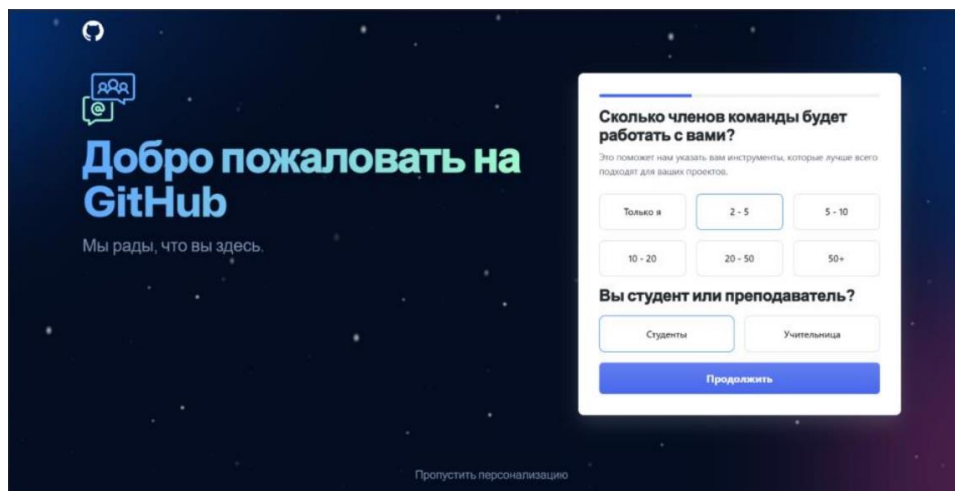 Добро пожаловать на
GitHub
Мы рады, что вы здесь.
Сколько членов команды будет
работать с вами?
Это поможет нам указать вам инструменты, которые лучше всего
подходят для ваших проектов.
Только я
2 - 5
5 - 10
10 - 20
20 - 50
50+
Вы студент или преподаватель?
Студенты
Учительница
Продолжить
Пропустить персонализацию